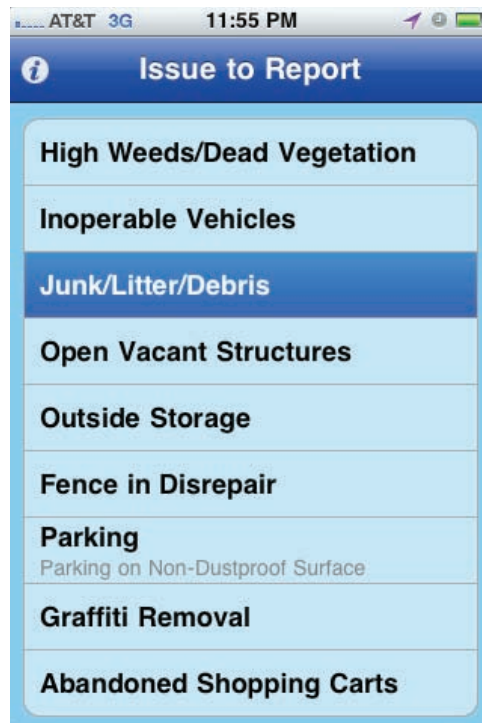 AT&T 3G 11:55 PM
i Issue to Report
High Weeds/Dead Vegetation
Inoperable Vehicles
Junk/Litter/Debris
Open Vacant Structures
Outside Storage
Fence in Disrepair
Parking
Parking on Non-Dustproof Surface
Graffiti Removal
Abandoned Shopping Carts